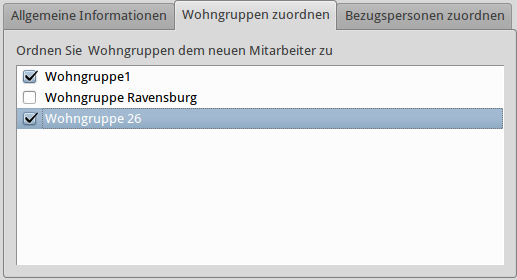 Allgemeine Informationen Wohngruppen zuordnen Bezugspersonen zuordnen
Ordnen Sie Wohngruppen dem neuen Mitarbeiter zu
Wohngruppe1
Wohngruppe Ravensburg
Wohngruppe 26